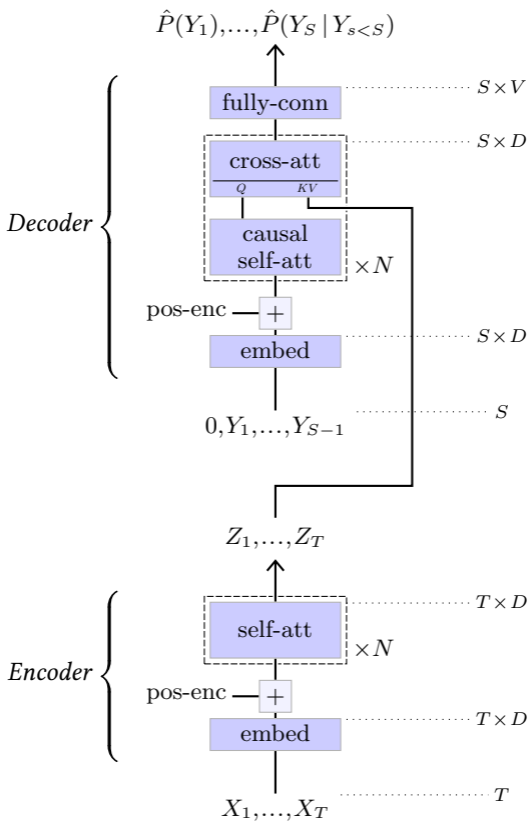 P̂(Y₁),...,P̂(Y_S | Y_{s<S})
fully-conn
S×V
cross-att
S×D
Q KV
Decoder
causal
self-att
×N
pos-enc +
embed
S×D
0,Y₁,...,Y_{S−1}
S
Z₁,...,Z_T
self-att
T×D
×N
Encoder
pos-enc +
embed
T×D
X₁,...,X_T
T